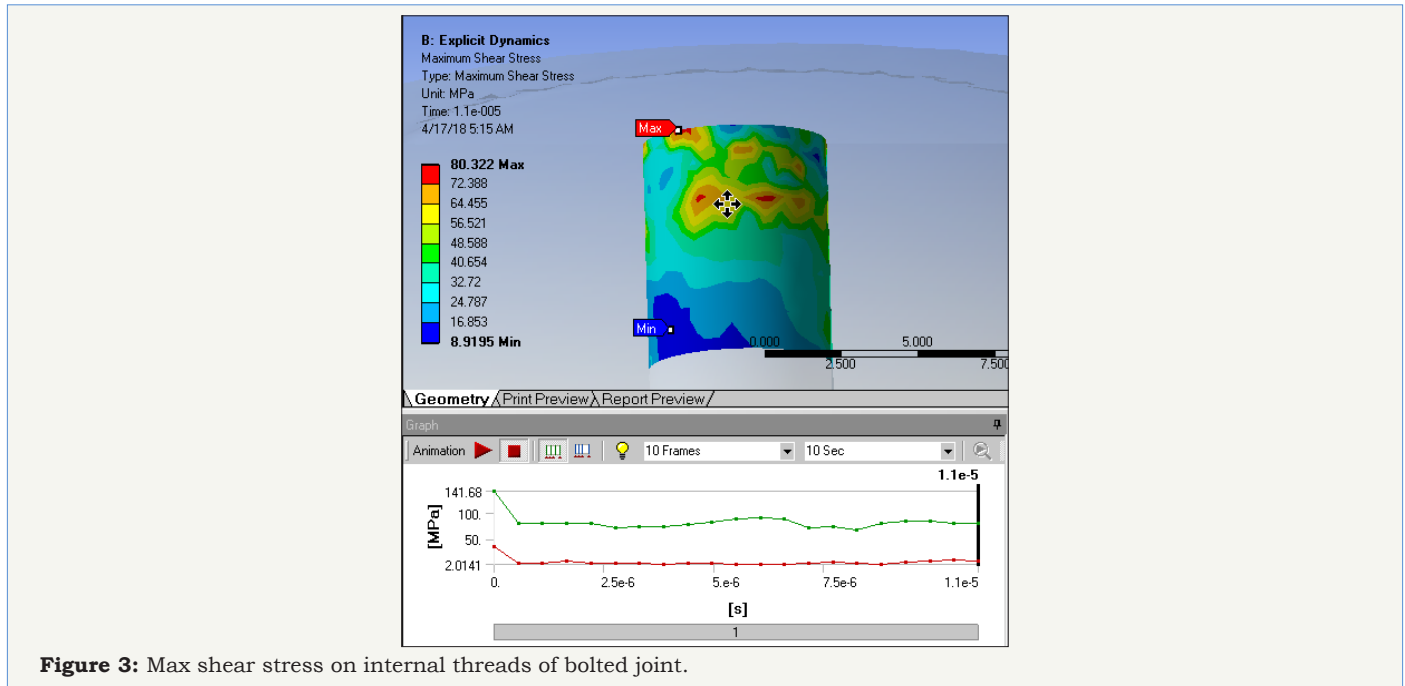 B: Explicit Dynamics
Maximum Shear Stress
Type: Maximum Shear Stress
Unit: MPa
Time: 1.1e-005
4/17/18 5:15 AM
Max
80.322 Max
72.388
64.455
56.521
48.588
40.654
32.72
24.787
16.853
8.9195 Min
Min
0.000 5.000
2.500 7.500
Geometry Print Preview Report Preview
Graph
Animation 10 Frames 10 Sec
1.1e-5
141.68
100.
50.
2.0141
[MPa]
0. 2.5e-6 5.e-6 7.5e-6 1.1e-5
[s]
1
Figure 3: Max shear stress on internal threads of bolted joint.